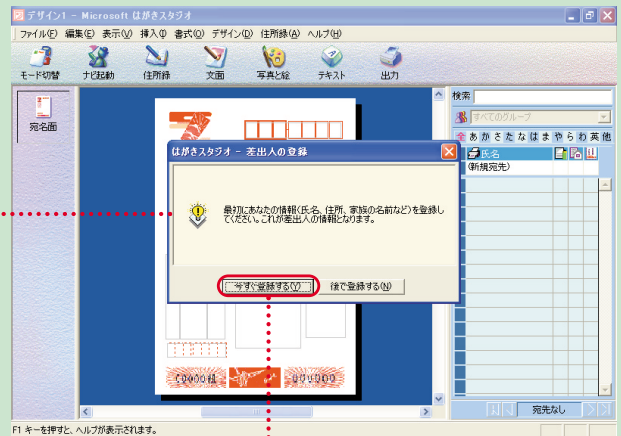 デザイン1 - Microsoft はがきスタジオ
ファイル(F) 編集(E) 表示(V) 挿入(I) 書式(O) デザイン(D) 住所録(A) ヘルプ(H)
モード切替 ナビ起動 住所録 文面 写真と絵 テキスト 出力
宛名面
検索
すべてのグループ
全 あ か さ た な は ま や ら わ 英 他
氏名
(新規宛先)
はがきスタジオ - 差出人の登録
最初にあなたの情報(氏名、住所、家族の名前など)を登録し
てください。これが差出人の情報となります。
今すぐ登録する(Y) 後で登録する(N)
宛先なし
F1 キーを押すと、ヘルプが表示されます。